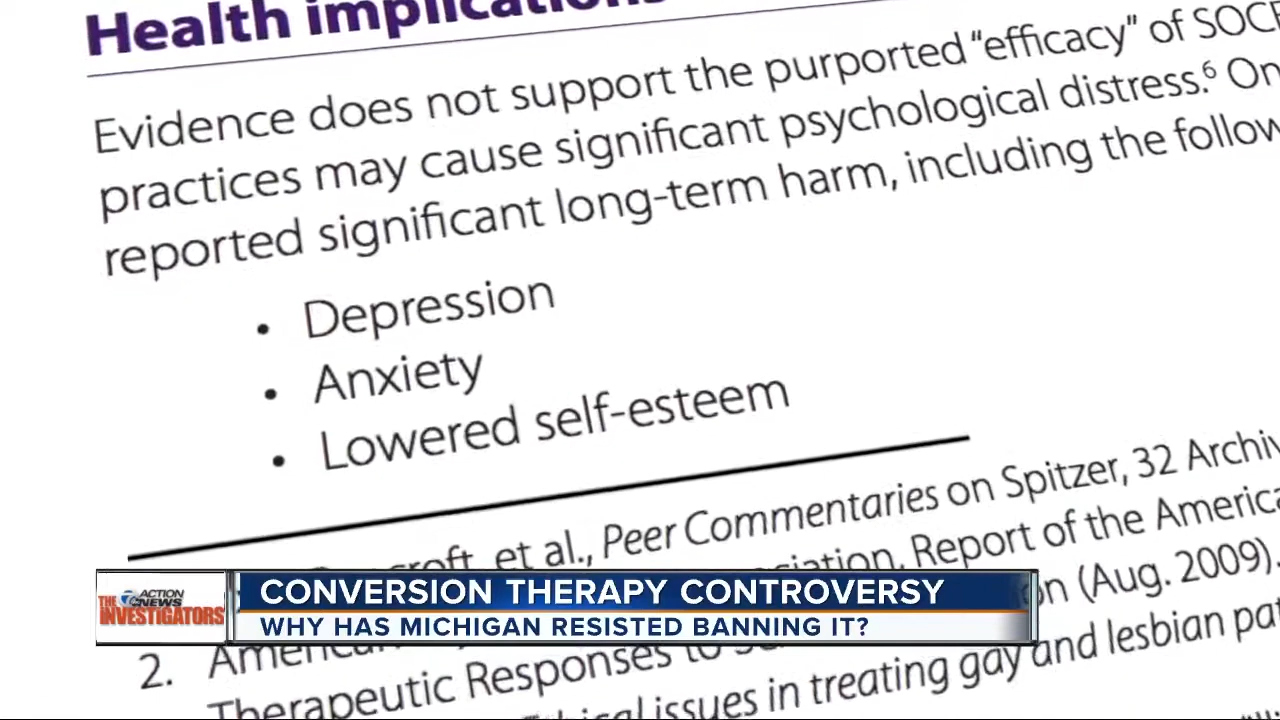 Health implications
Evidence does not support the purported “efficacy” of SOCE
practices may cause significant psychological distress.⁶ On
reported significant long-term harm, including the follow
• Depression
• Anxiety
• Lowered self-esteem
et al., Peer Commentaries on Spitzer, 32 Archiv
Report of the America
(Aug. 2009).
2. American
Therapeutic Responses to
issues in treating gay and lesbian pa
THE 7 ACTION NEWS INVESTIGATORS
CONVERSION THERAPY CONTROVERSY
WHY HAS MICHIGAN RESISTED BANNING IT?